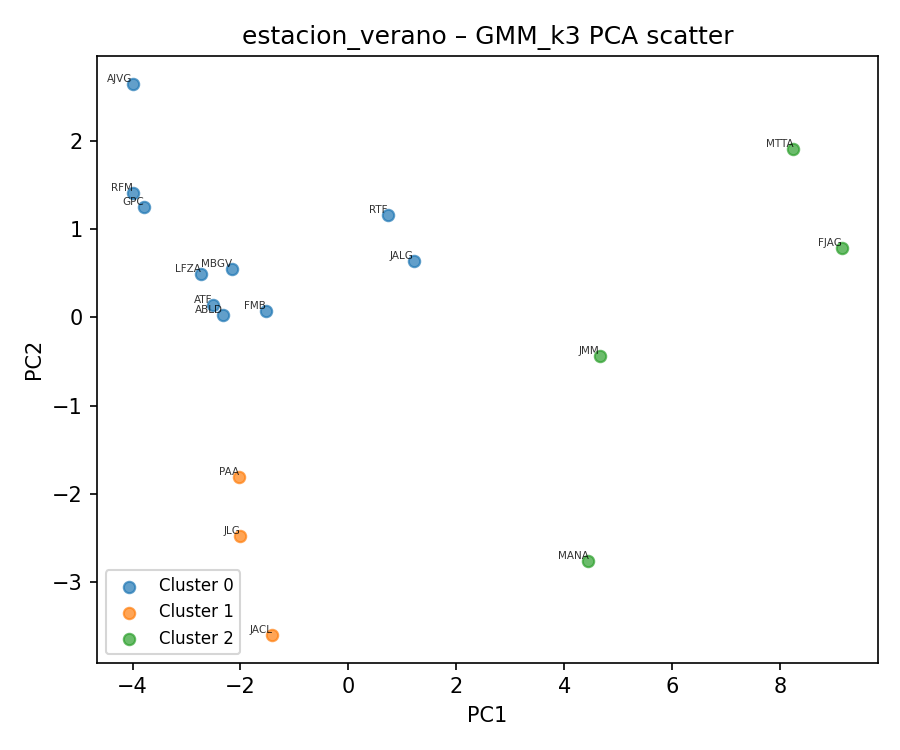 estacion_verano – GMM_k3 PCA scatter
AJVG
MTTA
RFM
GPC
RTF
FJAG
JALG
LFZA
MBGV
ATF
ABLD
FMB
JMM
PAA
JLG
MANA
JACL
PC2
2
1
0
−1
−2
−3
Cluster 0
Cluster 1
Cluster 2
−4 −2 0 2 4 6 8
PC1